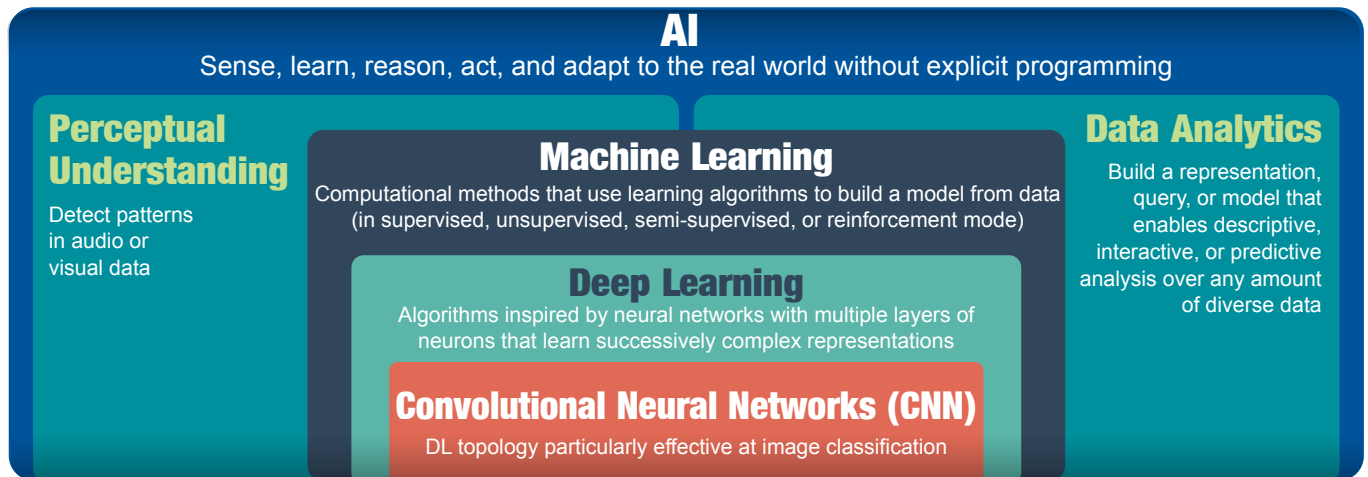 AI
Sense, learn, reason, act, and adapt to the real world without explicit programming
Perceptual
Understanding
Detect patterns
in audio or
visual data
Machine Learning
Computational methods that use learning algorithms to build a model from data
(in supervised, unsupervised, semi-supervised, or reinforcement mode)
Deep Learning
Algorithms inspired by neural networks with multiple layers of
neurons that learn successively complex representations
Convolutional Neural Networks (CNN)
DL topology particularly effective at image classification
Data Analytics
Build a representation,
query, or model that
enables descriptive,
interactive, or predictive
analysis over any amount
of diverse data